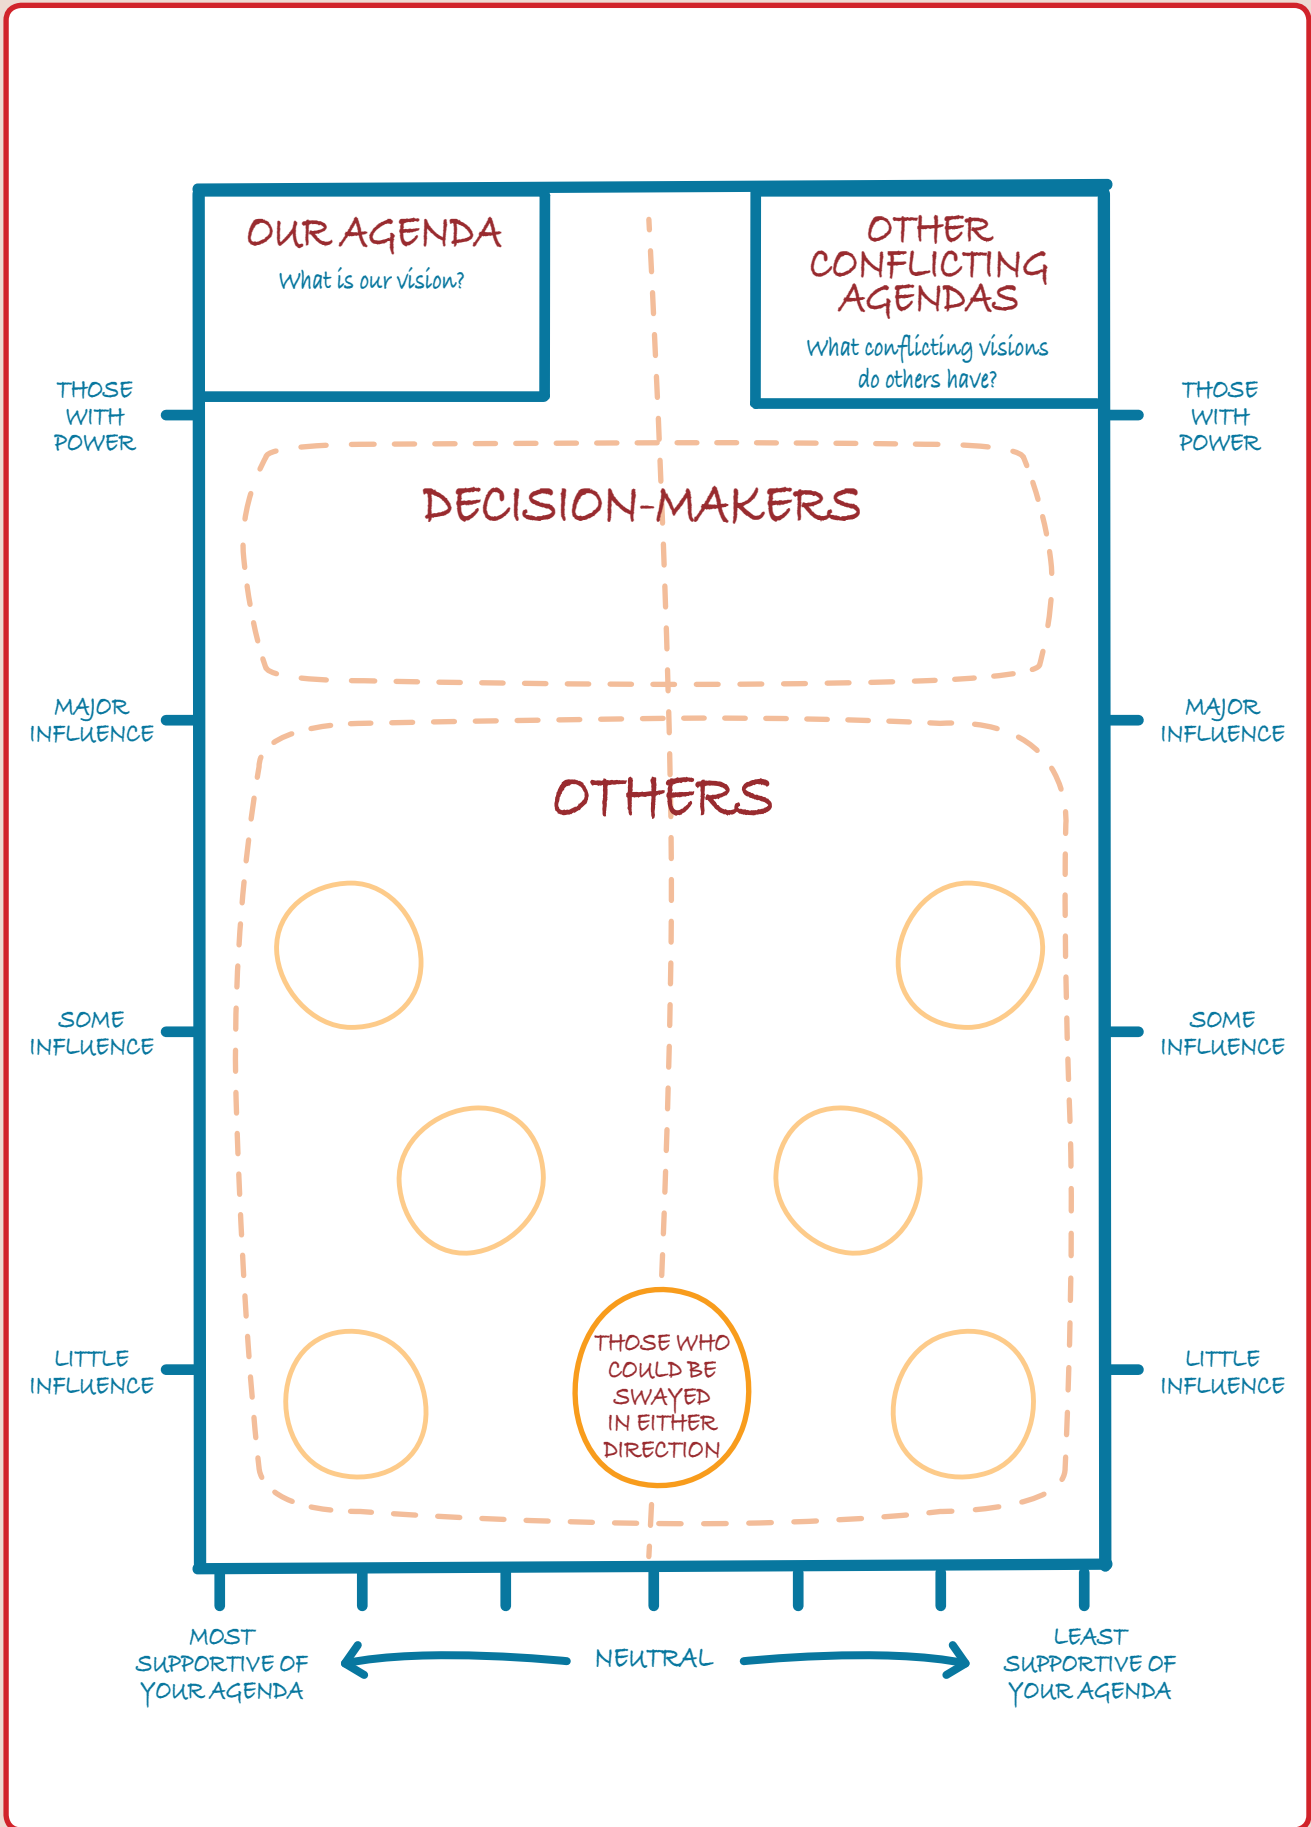 OUR AGENDA
What is our vision?
OTHER
CONFLICTING
AGENDAS
What conflicting visions
do others have?
THOSE
WITH
POWER
THOSE
WITH
POWER
DECISION-MAKERS
MAJOR
INFLUENCE
MAJOR
INFLUENCE
OTHERS
SOME
INFLUENCE
SOME
INFLUENCE
LITTLE
INFLUENCE
THOSE WHO
COULD BE
SWAYED
IN EITHER
DIRECTION
LITTLE
INFLUENCE
MOST
SUPPORTIVE OF
YOUR AGENDA
NEUTRAL
LEAST
SUPPORTIVE OF
YOUR AGENDA